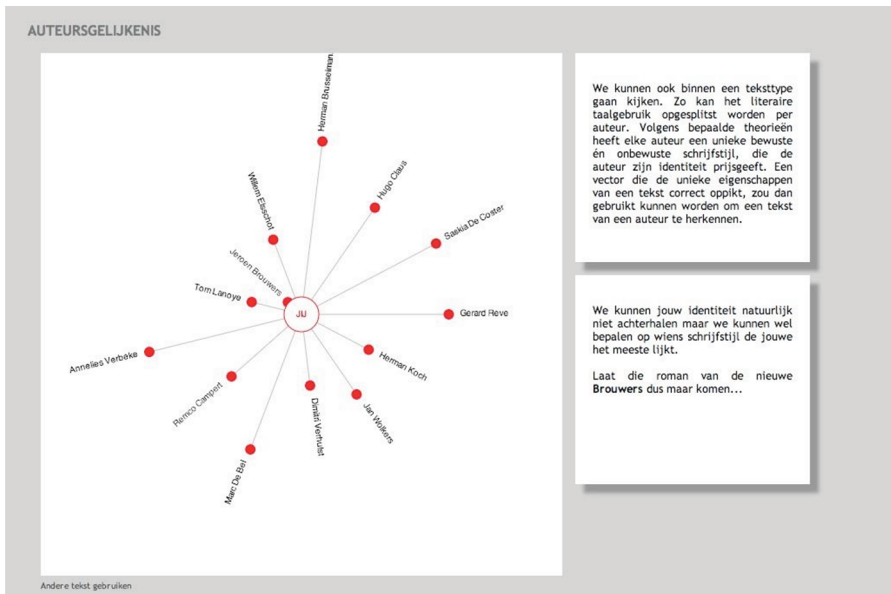 AUTEURSGELIJKENIS
Herman Brusselman
Hugo Claus
Willem Elsschot
Saskia De Coster
Jeroen Brouwers
Tom Lanoye
JIJ
Gerard Reve
Annelies Verbeke
Herman Koch
Remco Campert
Jan Wolkers
Dimitri Verhulst
Marc De Bel
We kunnen ook binnen een teksttype
gaan kijken. Zo kan het literaire
taalgebruik opgesplitst worden per
auteur. Volgens bepaalde theorieën
heeft elke auteur een unieke bewuste
én onbewuste schrijfstijl, die de
auteur zijn identiteit prijsgeeft. Een
vector die de unieke eigenschappen
van een tekst correct oppikt, zou dan
gebruikt kunnen worden om een tekst
van een auteur te herkennen.
We kunnen jouw identiteit natuurlijk
niet achterhalen maar we kunnen wel
bepalen op wiens schrijfstijl de jouwe
het meeste lijkt.
Laat die roman van de nieuwe
Brouwers dus maar komen...
Andere tekst gebruiken